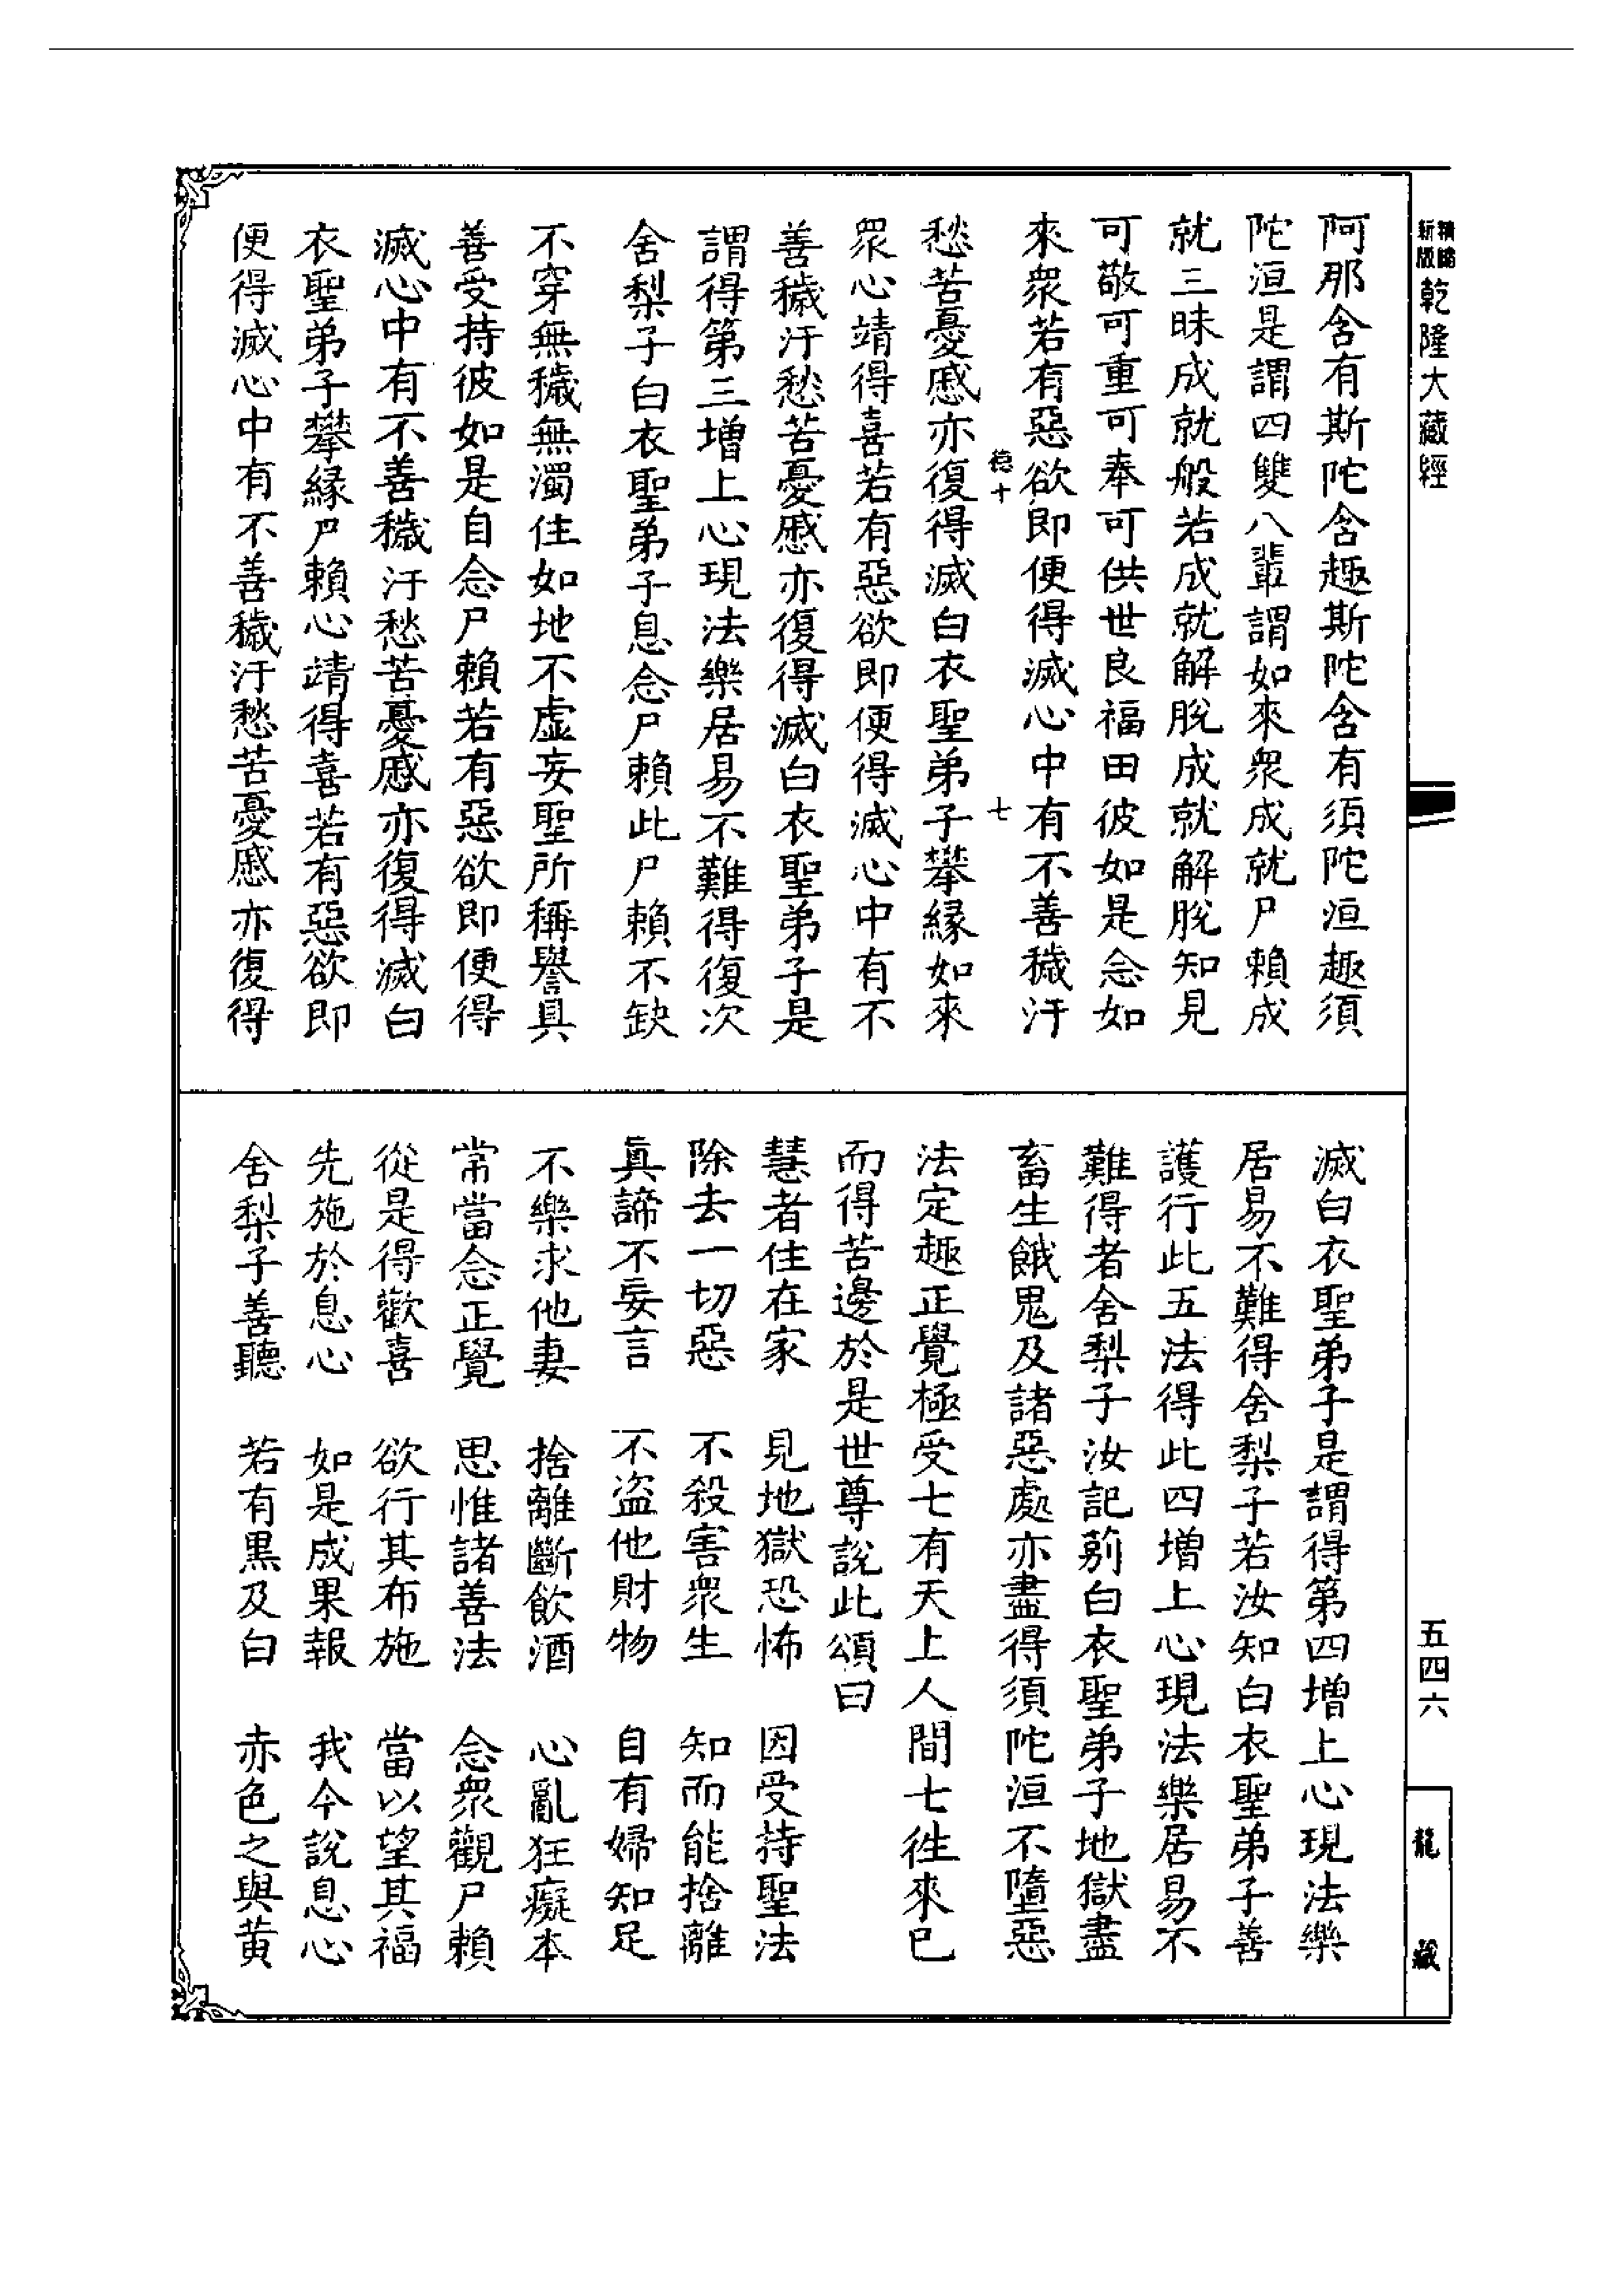 精縮
新版
乾隆大藏經
五四六
龍藏
阿那含有斯陀含趣斯陀含有須陀洹趣須
陀洹是謂四雙八輩謂如來衆成就尸賴成
就三昧成就般若成就解脫成就解脫知見
可敬可重可奉可供世良福田彼如是念如
來衆若有惡欲即便得滅心中有不善穢汙
德十
七
愁苦憂慼亦復得滅白衣聖弟子攀緣如來
衆心靖得喜若有惡欲即便得滅心中有不
善穢汙愁苦憂慼亦復得滅白衣聖弟子是
謂得第三增上心現法樂居易不難得復次
舍梨子白衣聖弟子息念尸賴此尸賴不缺
不穿無穢無濁住如地不虛妄聖所稱譽具
善受持彼如是自念尸賴若有惡欲即便得
滅心中有不善穢汙愁苦憂慼亦復得滅白
衣聖弟子攀緣尸賴心靖得喜若有惡欲即
便得滅心中有不善穢汙愁苦憂慼亦復得
滅白衣聖弟子是謂得第四增上心現法樂
居易不難得舍梨子若汝知白衣聖弟子善
護行此五法得此四增上心現法樂居易不
難得者舍梨子汝記莂白衣聖弟子地獄盡
畜生餓鬼及諸惡處亦盡得須陀洹不墮惡
法定趣正覺極受七有天上人間七徃來已
而得苦邊於是世尊說此頌曰
慧者住在家　見地獄恐怖　因受持聖法
除去一切惡　不殺害衆生　知而能捨離
眞諦不妄言　不盜他財物　自有婦知足
不樂求他妻　捨離斷飲酒　心亂狂癡本
常當念正覺　思惟諸善法　念衆觀尸賴
從是得歡喜　欲行其布施　當以望其福
先施於息心　如是成果報　我今說息心
舍梨子善聽　若有黑及白　赤色之與黃